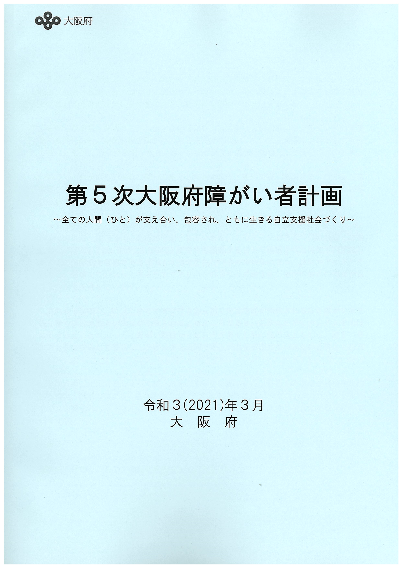 大阪府
第５次大阪府障がい者計画
～全ての人間（ひと）が支え合い、包容され、ともに生きる自立支援社会づくり～
令和３(2021)年３月
大　阪　府